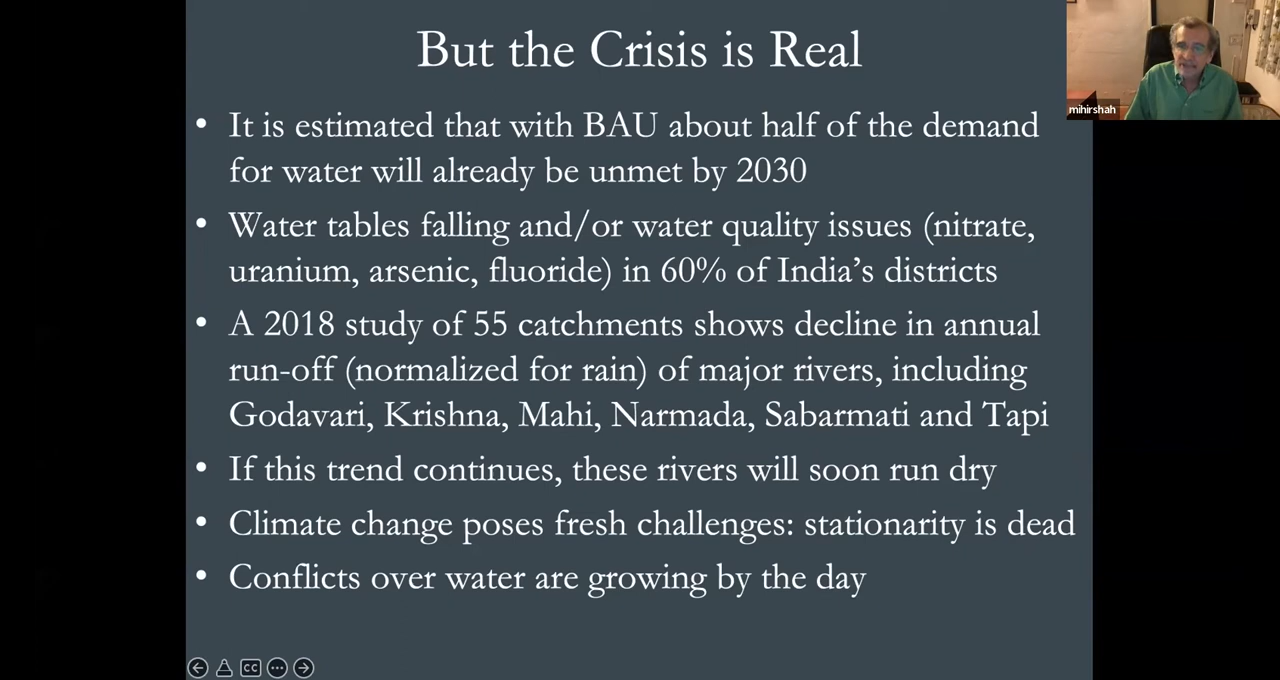 But the Crisis is Real
mihirshah
• It is estimated that with BAU about half of the demand
for water will already be unmet by 2030
• Water tables falling and/or water quality issues (nitrate,
uranium, arsenic, fluoride) in 60% of India's districts
• A 2018 study of 55 catchments shows decline in annual
run-off (normalized for rain) of major rivers, including
Godavari, Krishna, Mahi, Narmada, Sabarmati and Tapi
• If this trend continues, these rivers will soon run dry
• Climate change poses fresh challenges: stationarity is dead
• Conflicts over water are growing by the day
CC